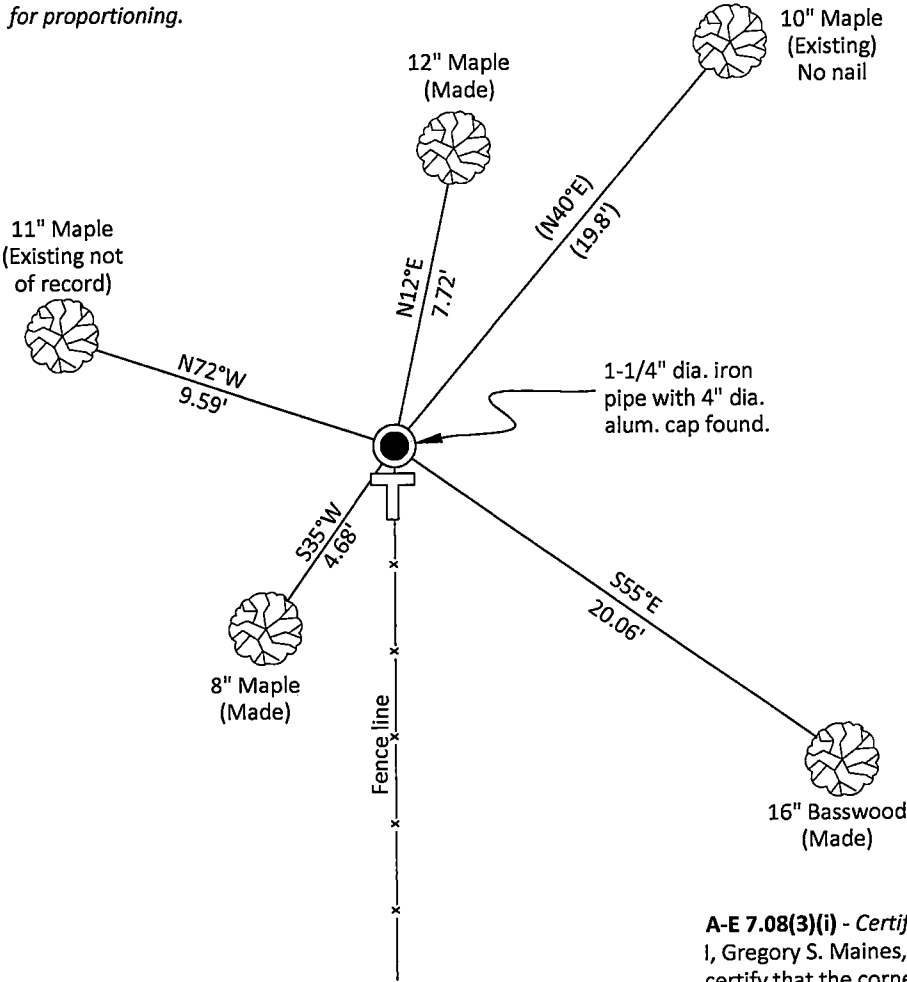 for proportioning.
10" Maple
(Existing)
No nail
12" Maple
(Made)
11" Maple
(Existing not
of record)
(N40°E)
(19.8')
N12°E
7.72'
N72°W
9.59'
1-1/4" dia. iron
pipe with 4" dia.
alum. cap found.
S35°W
4.68'
S55°E
20.06'
8" Maple
(Made)
Fence line
16" Basswood
(Made)
A-E 7.08(3)(i) - Certif
I, Gregory S. Maines,
certify that the corne